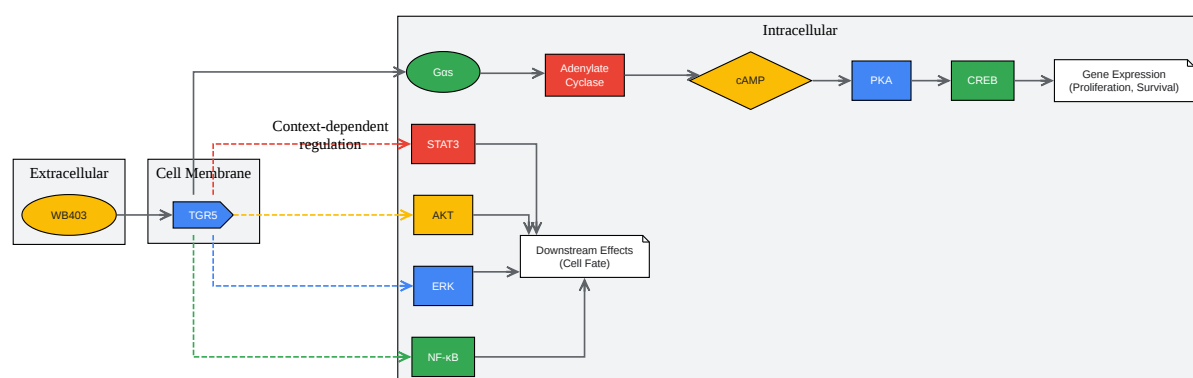 Intracellular
Gαs
Adenylate
Cyclase
cAMP
PKA
CREB
Gene Expression
(Proliferation, Survival)
Context-dependent
regulation
STAT3
Extracellular
WB403
Cell Membrane
TGR5
AKT
Downstream Effects
(Cell Fate)
ERK
NF-κB